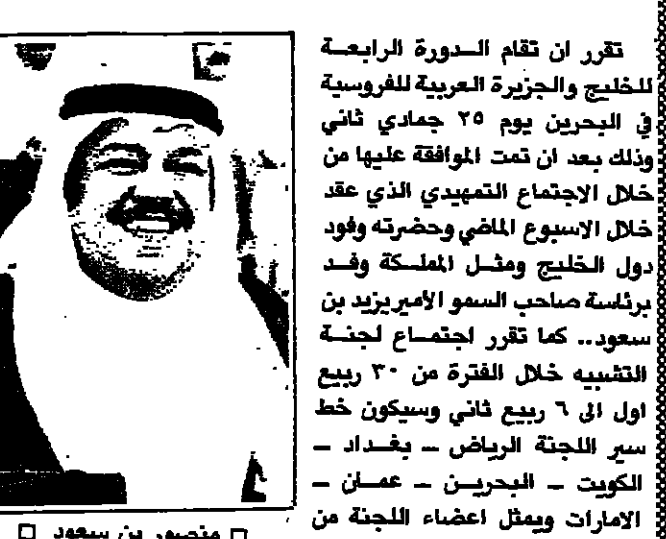 تقرر ان تقام الدورة الرابعة
للخليج والجزيرة العربية للفروسية
في البحرين يوم ٢٥ جمادي ثاني
وذلك بعد ان تمت الموافقة عليها من
خلال الاجتماع التمهيدي الذي عقد
خلال الاسبوع الماضي وحضرته وفود
دول الخليج ومثل المملكة وفد
برئاسة صاحب السمو الأمير يزيد بن
سعود.. كما تقرر اجتماع لجنة
التشبيه خلال الفترة من ٣٠ ربيع
اول الى ٦ ربيع ثاني وسيكون خط
سير اللجنة الرياض - بغداد -
الكويت - البحرين - عمان -
الامارات ويمثل اعضاء اللجنة من
□ منصور بن سعود □